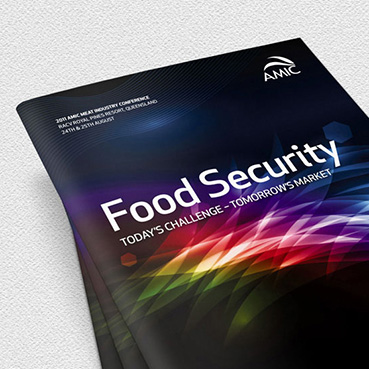 AMIC
2011 AMIC MEAT INDUSTRY CONFERENCE
RACV ROYAL PINES RESORT, QUEENSLAND
24TH & 25TH AUGUST
Food Security
TODAY'S CHALLENGE - TOMORROW'S MARKET